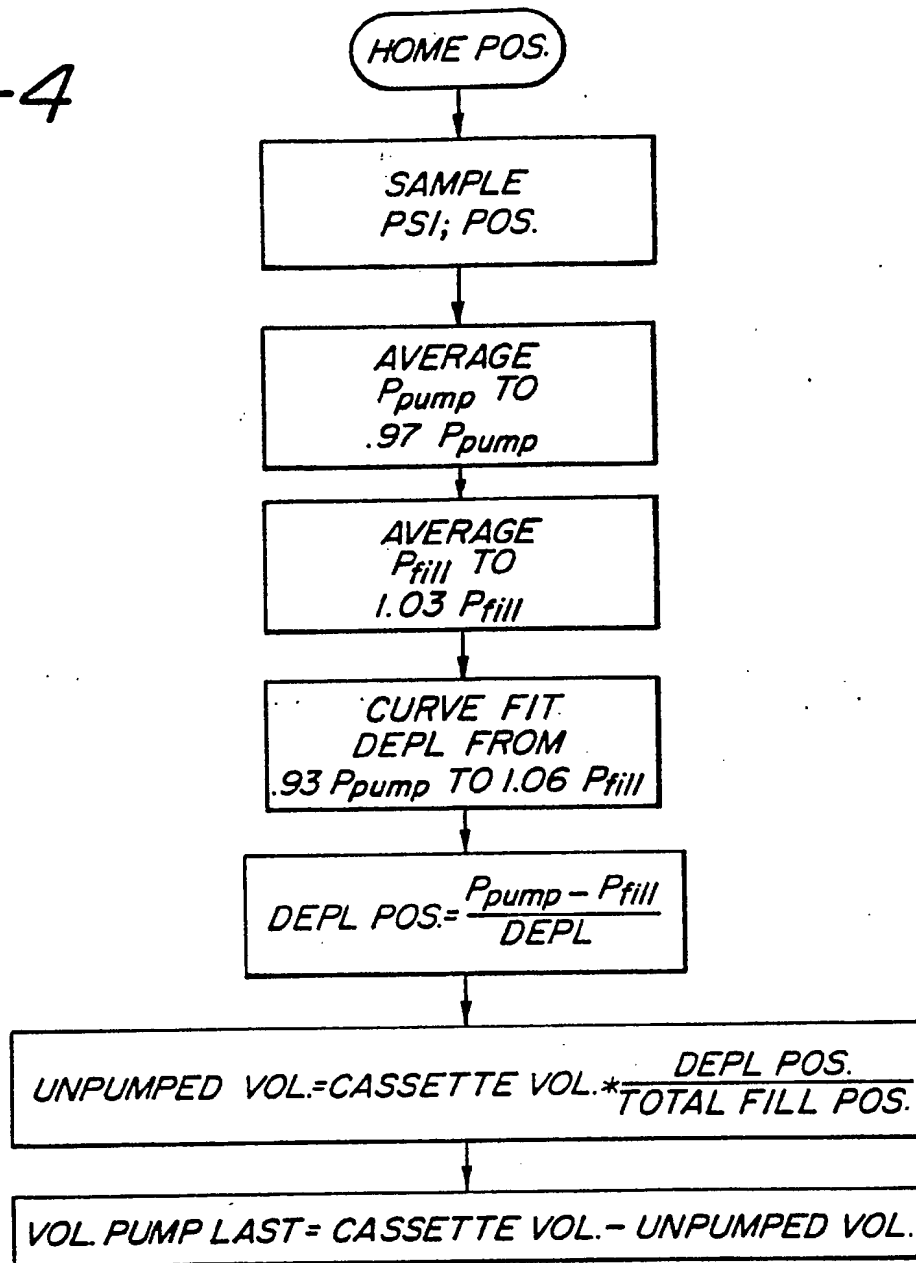 -4
HOME POS.
SAMPLE
PSI; POS.
AVERAGE
Ppump TO
.97 Ppump
AVERAGE
Pfill TO
1.03 Pfill
CURVE FIT
DEPL FROM
.93 Ppump TO 1.06 Pfill
DEPL POS.= Ppump – Pfill / DEPL
UNPUMPED VOL.=CASSETTE VOL.* DEPL POS. / TOTAL FILL POS.
VOL. PUMP LAST= CASSETTE VOL.– UNPUMPED VOL.